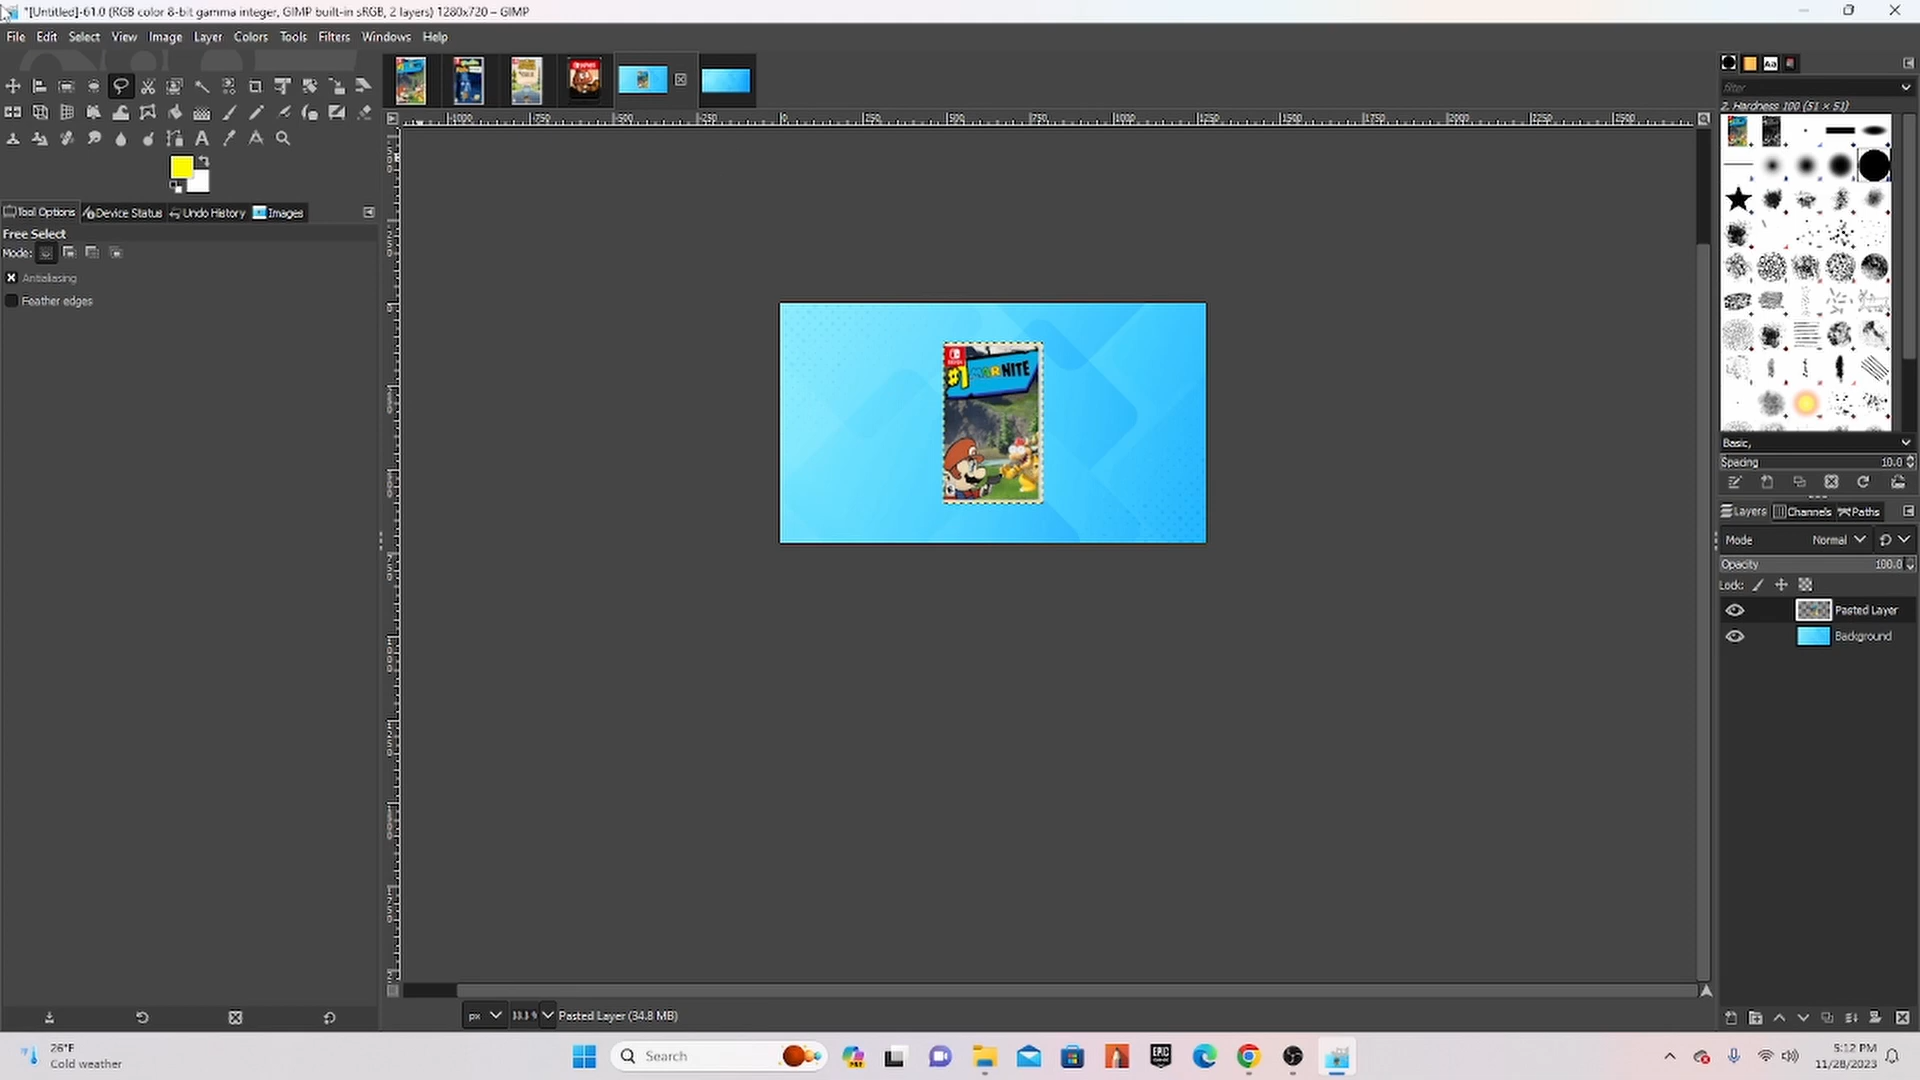 *[Untitled]-61.0 (RGB color 8-bit gamma integer, GIMP built-in sRGB, 2 layers) 1280x720 – GIMP
File Edit Select View Image Layer Colors Tools Filters Windows Help
filter
2. Hardness 100 (51 × 51)
Tool Options Device Status Undo History Images
Free Select
Mode:
Antialiasing
Feather edges
#1 MARNITE
Basic,
Spacing 10.0
Layers Channels Paths
Mode Normal
Opacity 100.0
Lock:
Pasted Layer
Background
px 33.3 % Pasted Layer (34.8 MB)
26°F
Cold weather
Search
EPIC
5:12 PM
11/28/2023